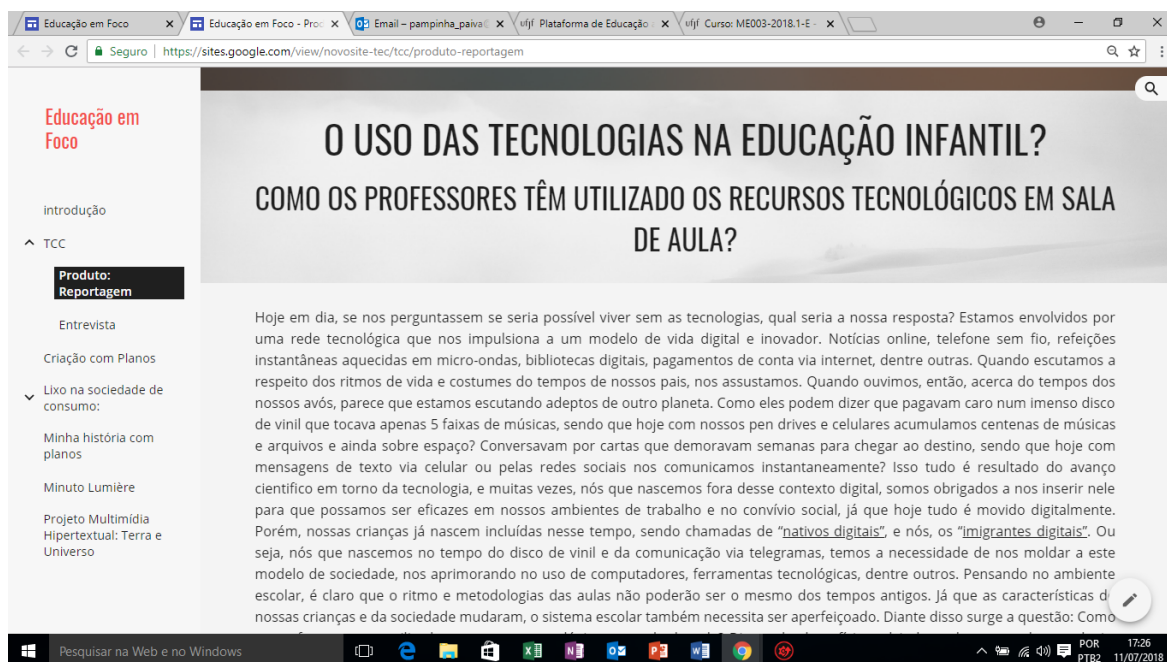 Educação em Foco
Educação em Foco - Proc
Email – pampinha_paiva@
ufjf Plataforma de Educação
ufjf Curso: ME003-2018.1-E -
Seguro | https://sites.google.com/view/novosite-tec/tcc/produto-reportagem
Educação em
Foco
introdução
TCC
Produto:
Reportagem
Entrevista
Criação com Planos
Lixo na sociedade de
consumo:
Minha história com
planos
Minuto Lumière
Projeto Multimídia
Hipertextual: Terra e
Universo
O USO DAS TECNOLOGIAS NA EDUCAÇÃO INFANTIL?
COMO OS PROFESSORES TÊM UTILIZADO OS RECURSOS TECNOLÓGICOS EM SALA
DE AULA?
Hoje em dia, se nos perguntassem se seria possível viver sem as tecnologias, qual seria a nossa resposta? Estamos envolvidos por
uma rede tecnológica que nos impulsiona a um modelo de vida digital e inovador. Notícias online, telefone sem fio, refeições
instantâneas aquecidas em micro-ondas, bibliotecas digitais, pagamentos de conta via internet, dentre outras. Quando escutamos a
respeito dos ritmos de vida e costumes do tempos de nossos pais, nos assustamos. Quando ouvimos, então, acerca do tempos dos
nossos avós, parece que estamos escutando adeptos de outro planeta. Como eles podem dizer que pagavam caro num imenso disco
de vinil que tocava apenas 5 faixas de músicas, sendo que hoje com nossos pen drives e celulares acumulamos centenas de músicas
e arquivos e ainda sobre espaço? Conversavam por cartas que demoravam semanas para chegar ao destino, sendo que hoje com
mensagens de texto via celular ou pelas redes sociais nos comunicamos instantaneamente? Isso tudo é resultado do avanço
cientifico em torno da tecnologia, e muitas vezes, nós que nascemos fora desse contexto digital, somos obrigados a nos inserir nele
para que possamos ser eficazes em nossos ambientes de trabalho e no convívio social, já que hoje tudo é movido digitalmente.
Porém, nossas crianças já nascem incluídas nesse tempo, sendo chamadas de “nativos digitais”, e nós, os “imigrantes digitais”. Ou
seja, nós que nascemos no tempo do disco de vinil e da comunicação via telegramas, temos a necessidade de nos moldar a este
modelo de sociedade, nos aprimorando no uso de computadores, ferramentas tecnológicas, dentre outros. Pensando no ambiente
escolar, é claro que o ritmo e metodologias das aulas não poderão ser o mesmo dos tempos antigos. Já que as características d
nossas crianças e da sociedade mudaram, o sistema escolar também necessita ser aperfeiçoado. Diante disso surge a questão: Como
Pesquisar na Web e no Windows
POR
PTB2
17:26
11/07/2018